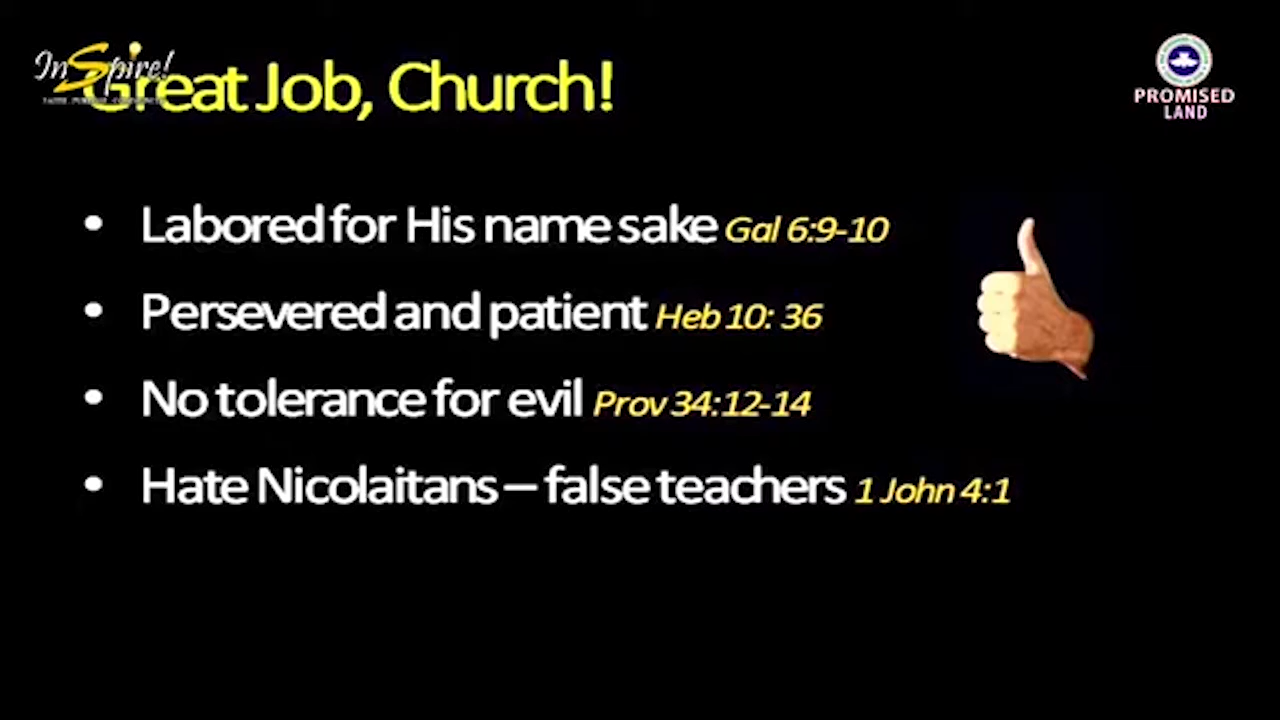 InSpire!
Great Job, Church!
PROMISED
LAND
• Labored for His name sake Gal 6:9-10
• Persevered and patient Heb 10: 36
• No tolerance for evil Prov 34:12-14
• Hate Nicolaitans – false teachers 1 John 4:1